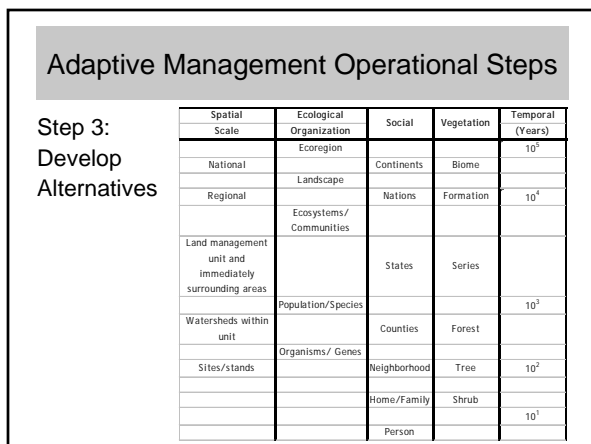 Adaptive Management Operational Steps
Step 3:
Develop
Alternatives
Spatial Ecological Social Vegetation Temporal
Scale Organization (Years)
Ecoregion 10⁵
National Continents Biome
Landscape
Regional Nations Formation 10⁴
Ecosystems/
Communities
Land management
unit and
immediately
surrounding areas
States Series
Population/Species 10³
Watersheds within
unit
Counties Forest
Organisms/ Genes
Sites/stands Neighborhood Tree 10²
Home/Family Shrub
10¹
Person